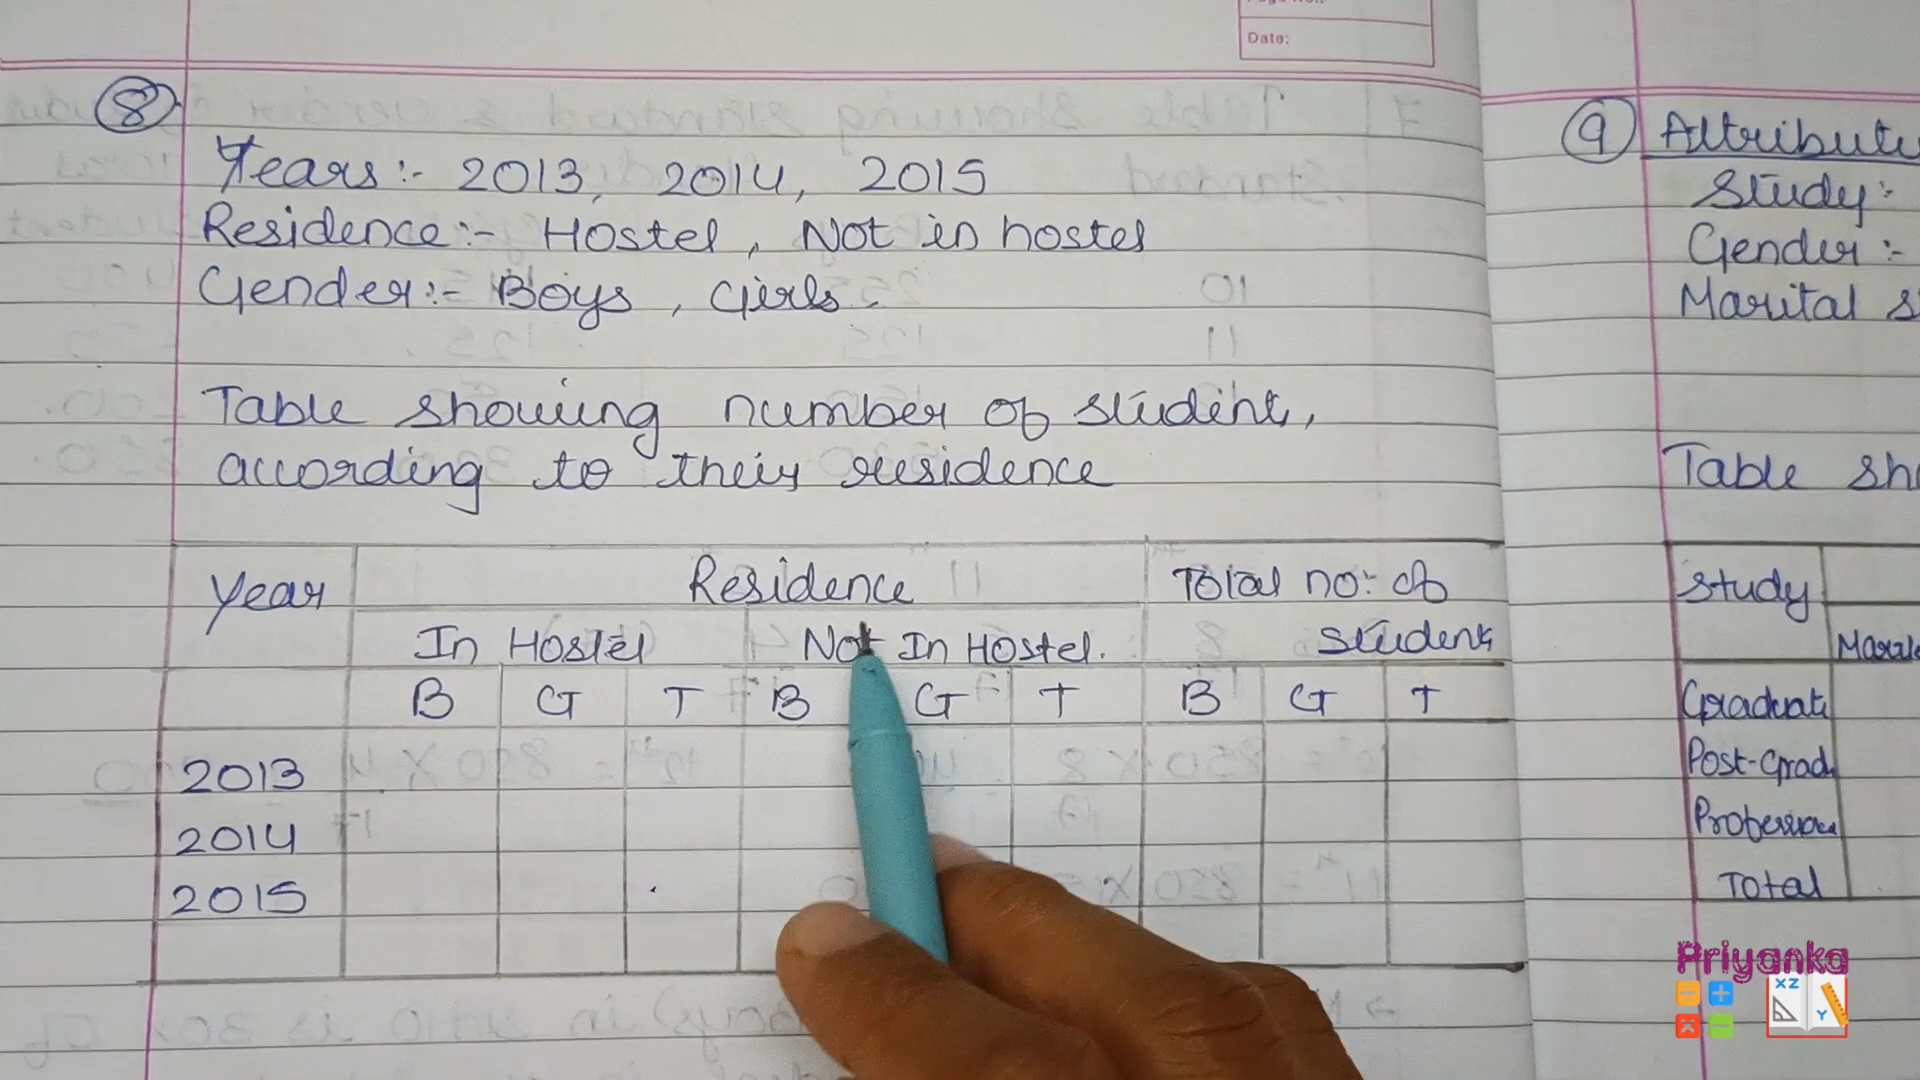 Date:
8
Years:- 2013, 2014, 2015
Residence:- Hostel, Not in hostel
Gender:- Boys, Girls.
Table showing number of student,
according to their residence
Year Residence Total no: of
In Hostel Not In Hostel. Students
B G T B G T B G T
2013
2014
2015
9 Attribute
Study:
Gender:-
Marital s
Table sh
Study
Graduate
Post-Grad
Total
Priyanka
XZ
Y